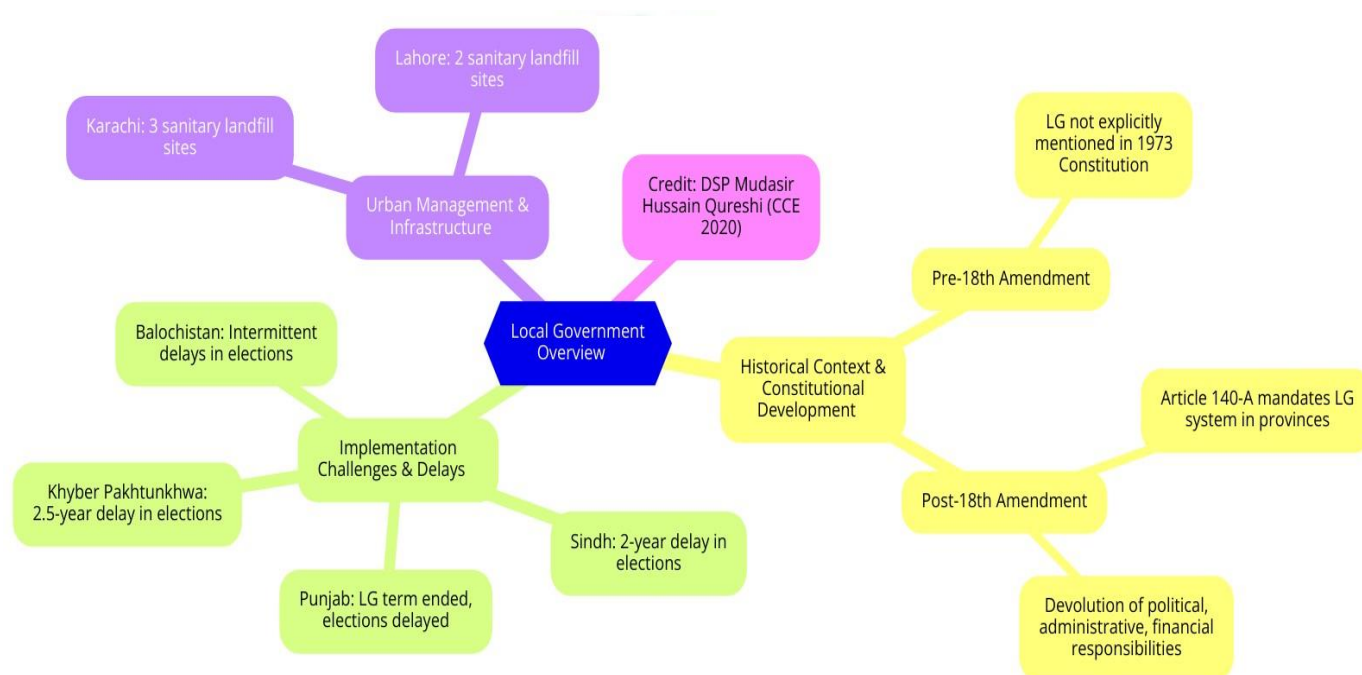 Local Government
Overview
Urban Management &
Infrastructure
Lahore: 2 sanitary landfill
sites
Karachi: 3 sanitary landfill
sites
Credit: DSP Mudasir
Hussain Qureshi (CCE
2020)
Historical Context &
Constitutional
Development
Pre-18th Amendment
LG not explicitly
mentioned in 1973
Constitution
Post-18th Amendment
Article 140-A mandates LG
system in provinces
Devolution of political,
administrative, financial
responsibilities
Implementation
Challenges & Delays
Balochistan: Intermittent
delays in elections
Khyber Pakhtunkhwa:
2.5-year delay in elections
Punjab: LG term ended,
elections delayed
Sindh: 2-year delay in
elections